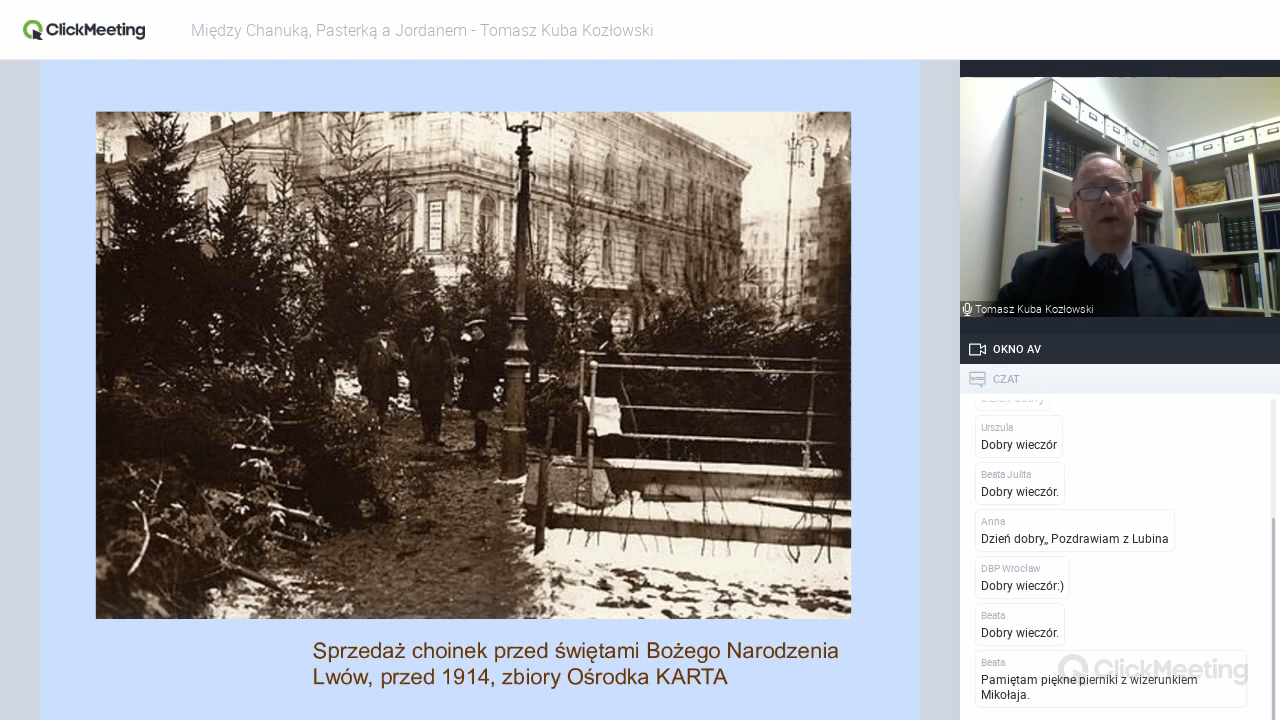 ClickMeeting
Między Chanuką, Pasterką a Jordanem - Tomasz Kuba Kozłowski
Sprzedaż choinek przed świętami Bożego Narodzenia
Lwów, przed 1914, zbiory Ośrodka KARTA
Tomasz Kuba Kozłowski
OKNO AV
CZAT
Dzień dobry
Urszula
Dobry wieczór
Beata Julita
Dobry wieczór.
Anna
Dzień dobry,, Pozdrawiam z Lubina
DBP Wrocław
Dobry wieczór:)
Beata
Dobry wieczór.
Beata
Pamiętam piękne pierniki z wizerunkiem
Mikołaja.
ClickMeeting